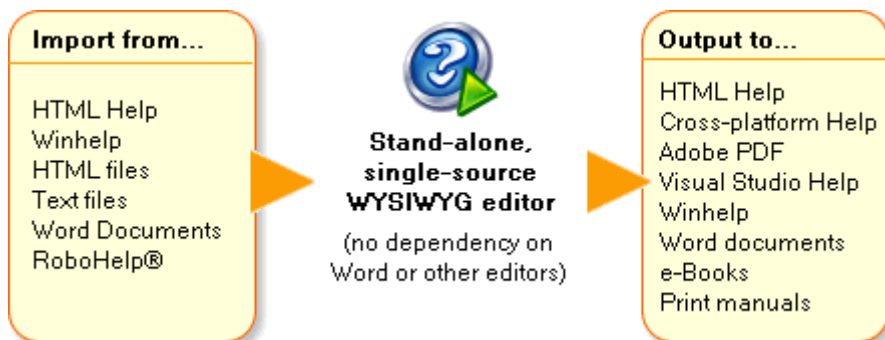 Import from...
HTML Help
Winhelp
HTML files
Text files
Word Documents
RoboHelp®
Stand-alone,
single-source
WYSIWYG editor
(no dependency on
Word or other editors)
Output to...
HTML Help
Cross-platform Help
Adobe PDF
Visual Studio Help
Winhelp
Word documents
e-Books
Print manuals